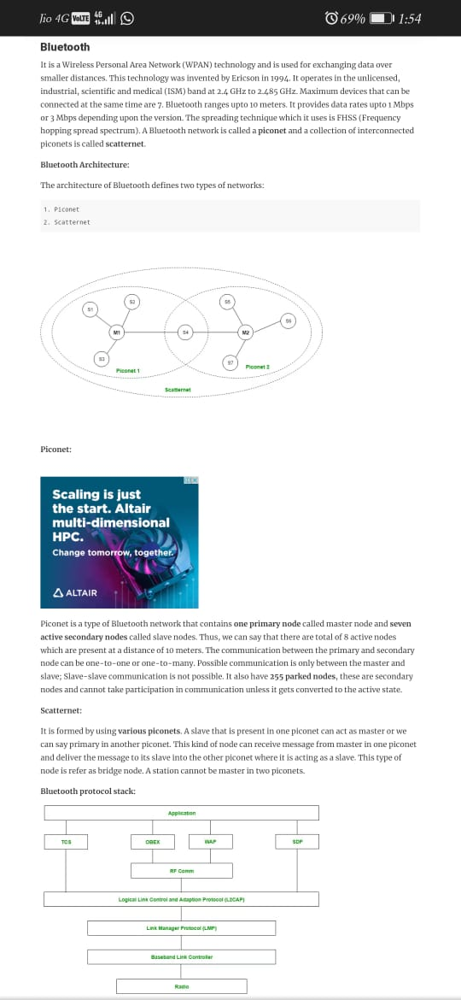 Jio 4G VoLTE 4G 69% 1:54
Bluetooth
It is a Wireless Personal Area Network (WPAN) technology and is used for exchanging data over
smaller distances. This technology was invented by Ericson in 1994. It operates in the unlicensed,
industrial, scientific and medical (ISM) band at 2.4 GHz to 2.485 GHz. Maximum devices that can be
connected at the same time are 7. Bluetooth ranges upto 10 meters. It provides data rates upto 1 Mbps
or 3 Mbps depending upon the version. The spreading technique which it uses is FHSS (Frequency
hopping spread spectrum). A Bluetooth network is called a piconet and a collection of interconnected
piconets is called scatternet.
Bluetooth Architecture:
The architecture of Bluetooth defines two types of networks:
1. Piconet
2. Scatternet
S1
S2
S5
S6
M1
S4
M2
S3
S7
Piconet 1
Piconet 2
Scatternet
Piconet:
Scaling is just
the start. Altair
multi-dimensional
HPC.
Change tomorrow, together.
ALTAIR
Piconet is a type of Bluetooth network that contains one primary node called master node and seven
active secondary nodes called slave nodes. Thus, we can say that there are total of 8 active nodes
which are present at a distance of 10 meters. The communication between the primary and secondary
node can be one-to-one or one-to-many. Possible communication is only between the master and
slave; Slave-slave communication is not possible. It also have 255 parked nodes, these are secondary
nodes and cannot take participation in communication unless it gets converted to the active state.
Scatternet:
It is formed by using various piconets. A slave that is present in one piconet can act as master or we
can say primary in another piconet. This kind of node can receive message from master in one piconet
and deliver the message to its slave into the other piconet where it is acting as a slave. This type of
node is refer as bridge node. A station cannot be master in two piconets.
Bluetooth protocol stack:
Application
TCS
OBEX
WAP
SDP
RF Comm
Logical Link Control and Adaption Protocol (L2CAP)
Link Manager Protocol (LMP)
Baseband Link Controller
Radio